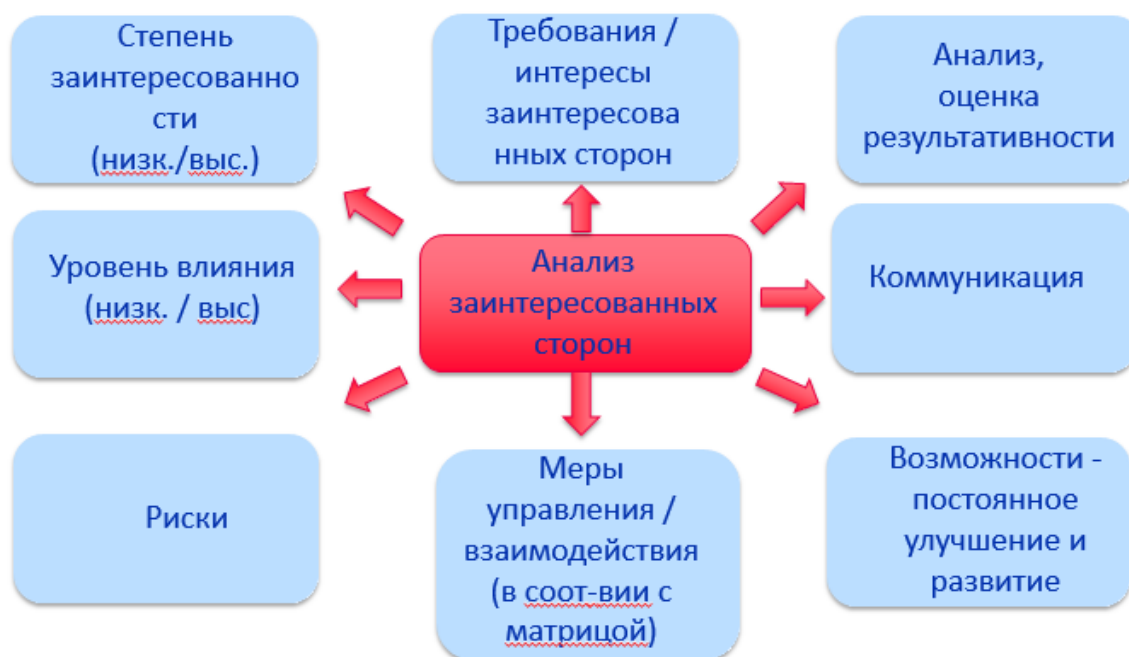 Степень
заинтересованно
сти
(низк./выс.)
Требования /
интересы
заинтересова
нных сторон
Анализ,
оценка
результативности
Уровень влияния
(низк. / выс)
Анализ
заинтересованных
сторон
Коммуникация
Риски
Меры
управления /
взаимодействия
(в соот-вии с
матрицой)
Возможности -
постоянное
улучшение и
развитие